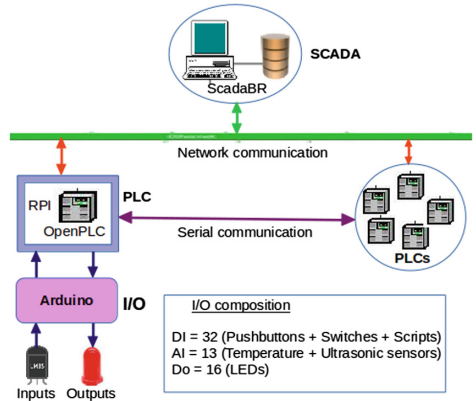 SCADA
ScadaBR
Network communication
RPI
OpenPLC
PLC
Serial communication
PLCs
Arduino
I/O
Inputs
Outputs
I/O composition
DI = 32 (Pushbuttons + Switches + Scripts)
AI = 13 (Temperature + Ultrasonic sensors)
Do = 16 (LEDs)